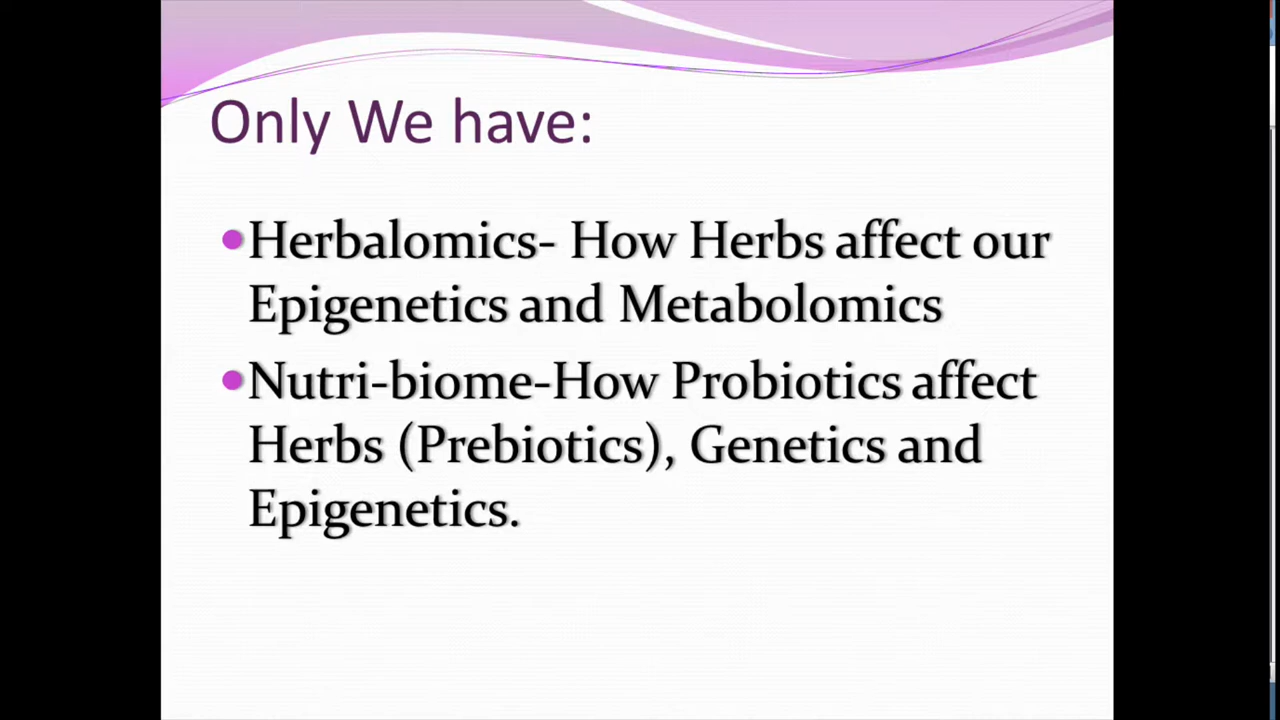 Only We have:
Herbalomics- How Herbs affect our
Epigenetics and Metabolomics
Nutri-biome-How Probiotics affect
Herbs (Prebiotics), Genetics and
Epigenetics.